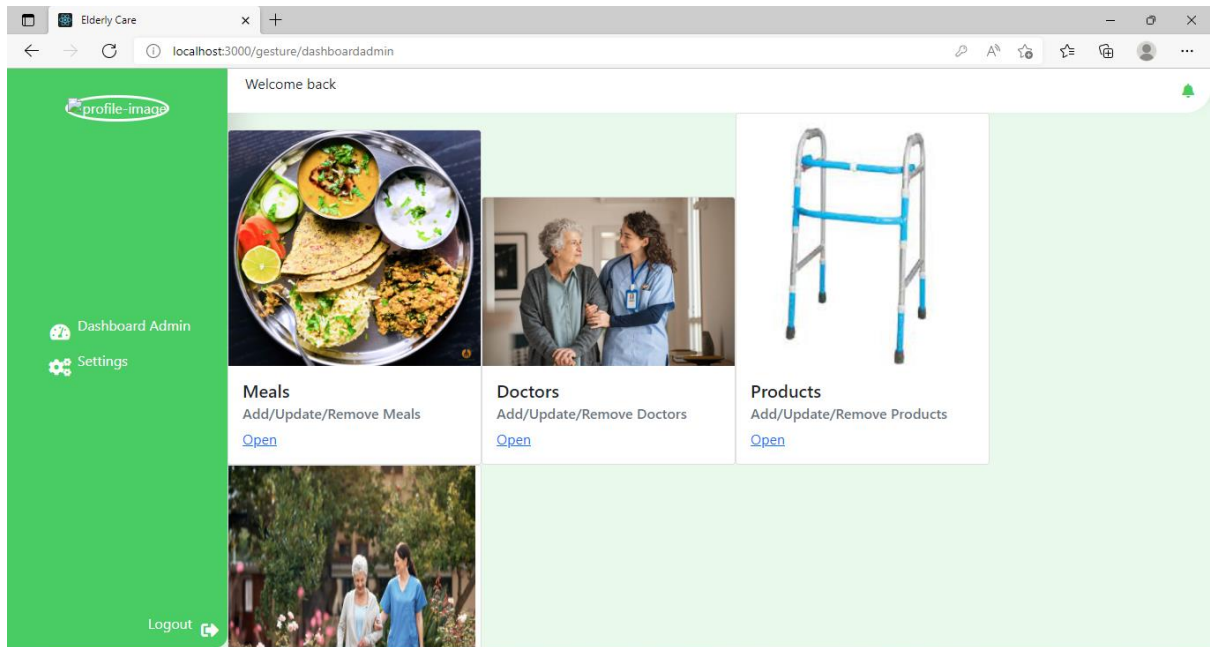 Elderly Care
localhost:3000/gesture/dashboardadmin
Welcome back
profile-image
Dashboard Admin
Settings
Meals
Add/Update/Remove Meals
Open
Doctors
Add/Update/Remove Doctors
Open
Products
Add/Update/Remove Products
Open
Logout